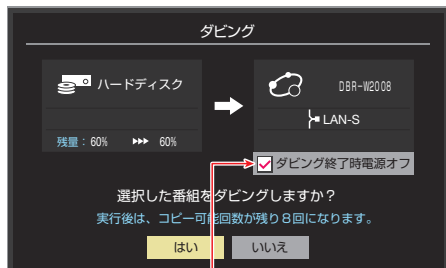 ダビング
ハードディスク
DBR-W2008
LAN-S
残量：60% ▶▶▶ 60%
ダビング終了時電源オフ
選択した番組をダビングしますか？
実行後は、コピー可能回数が残り8回になります。
はい
いいえ